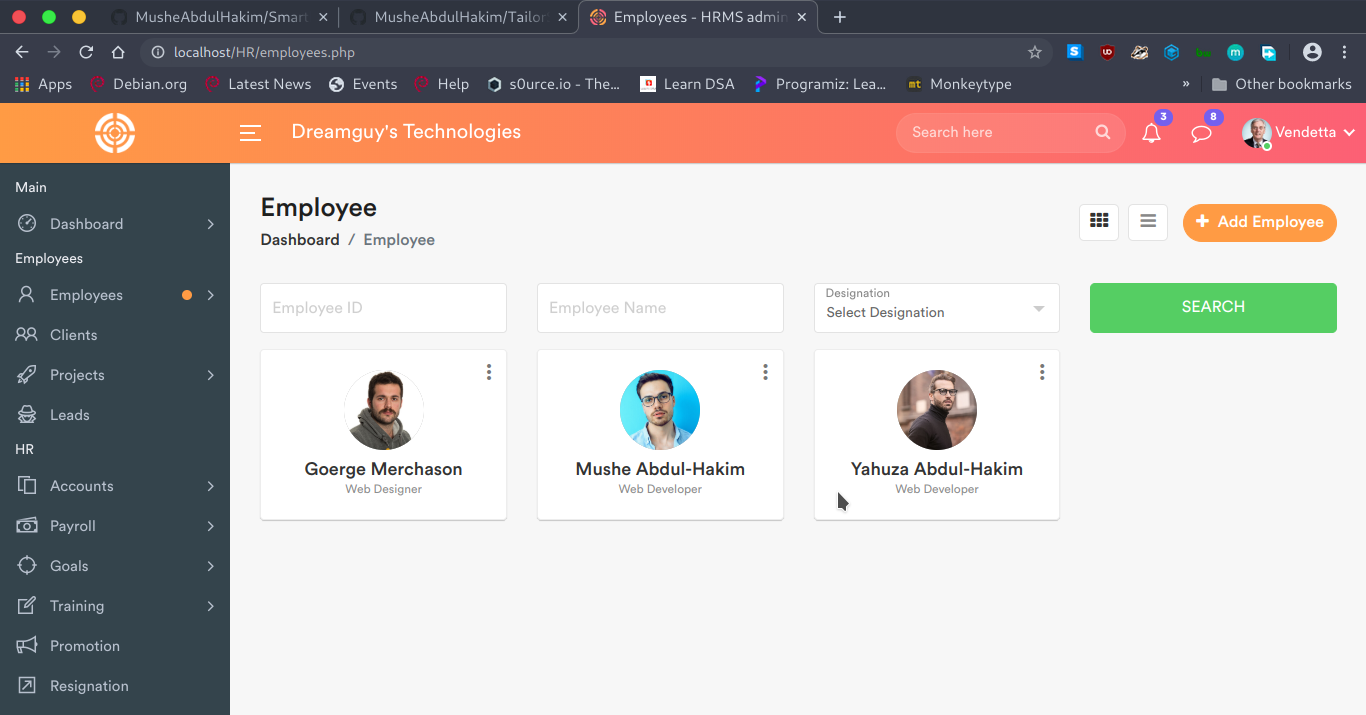 MusheAbdulHakim/Smart
MusheAbdulHakim/Tailor
Employees - HRMS admin
localhost/HR/employees.php
Apps
Debian.org
Latest News
Events
Help
s0urce.io - The...
Learn DSA
Programiz: Lea...
mt
Monkeytype
»
Other bookmarks
Dreamguy's Technologies
Search here
3
8
Vendetta
Main
Dashboard
Employees
Employees
Clients
Projects
Leads
HR
Accounts
Payroll
Goals
Training
Promotion
Resignation
Employee
Dashboard / Employee
+ Add Employee
Employee ID
Employee Name
Designation
Select Designation
SEARCH
Goerge Merchason
Web Designer
Mushe Abdul-Hakim
Web Developer
Yahuza Abdul-Hakim
Web Developer